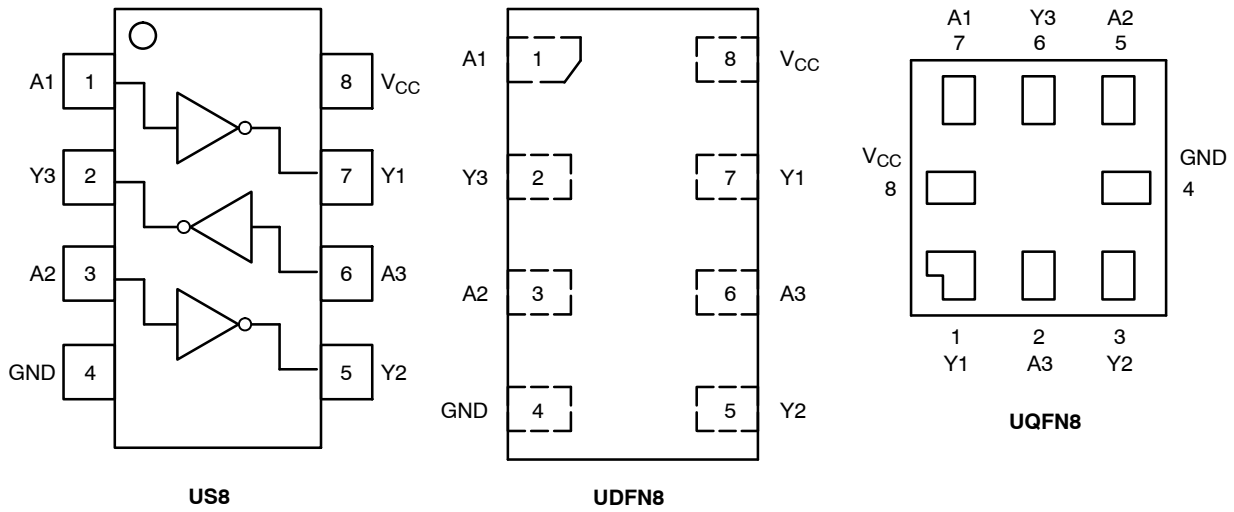 A1 1 8 VCC
Y3 2 7 Y1
A2 3 6 A3
GND 4 5 Y2
US8
A1 1 8 VCC
Y3 2 7 Y1
A2 3 6 A3
GND 4 5 Y2
UDFN8
A1 Y3 A2
7 6 5
VCC
8
GND
4
1 2 3
Y1 A3 Y2
UQFN8